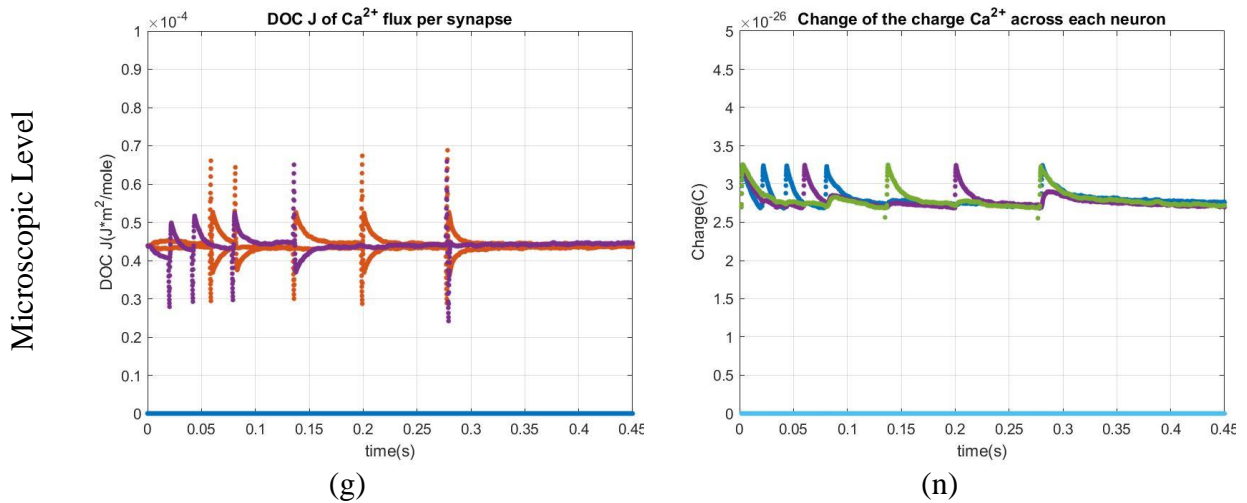 Microscopic Level
DOC J of Ca²⁺ flux per synapse
×10⁻⁴
1
0.9
0.8
0.7
0.6
0.5
0.4
0.3
0.2
0.1
0
DOC J(J*m²/mole)
0 0.05 0.1 0.15 0.2 0.25 0.3 0.35 0.4 0.45
time(s)
(g)
Change of the charge Ca²⁺ across each neuron
×10⁻²⁶
5
4.5
4
3.5
3
2.5
2
1.5
1
0.5
0
Charge(C)
0 0.05 0.1 0.15 0.2 0.25 0.3 0.35 0.4 0.45
time(s)
(n)